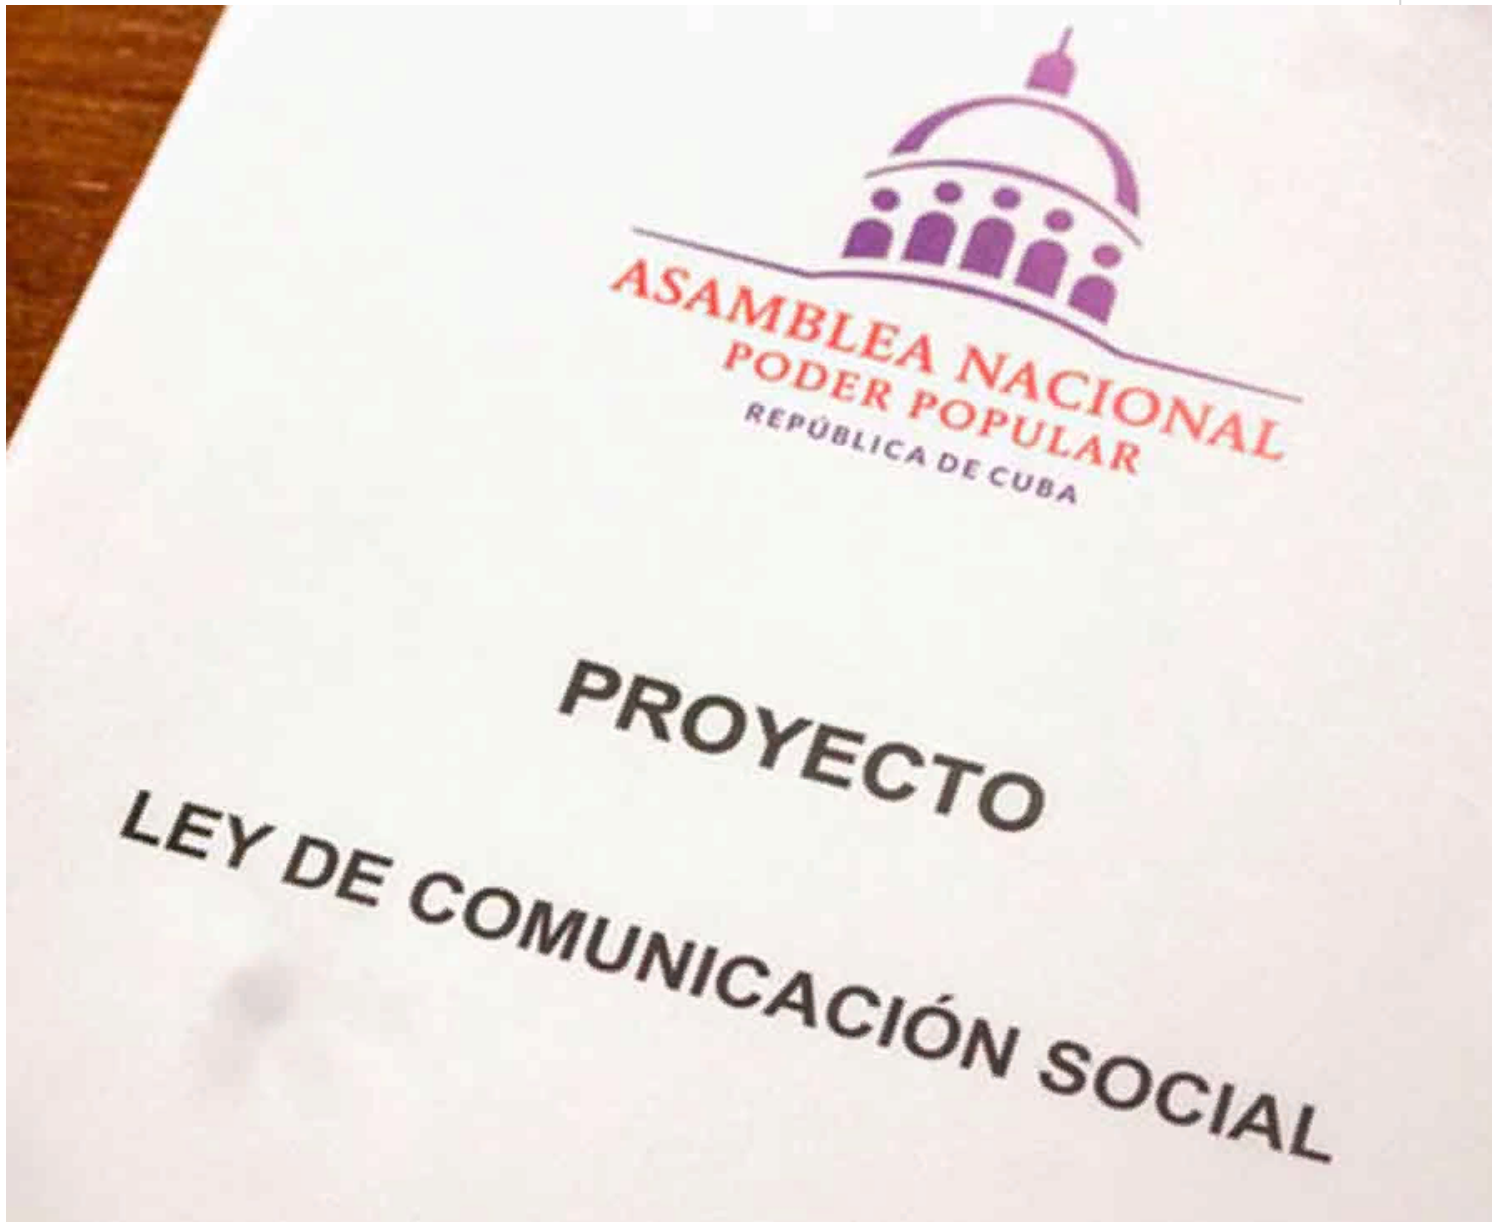 ASAMBLEA NACIONAL
PODER POPULAR
REPÚBLICA DE CUBA
PROYECTO
LEY DE COMUNICACIÓN SOCIAL